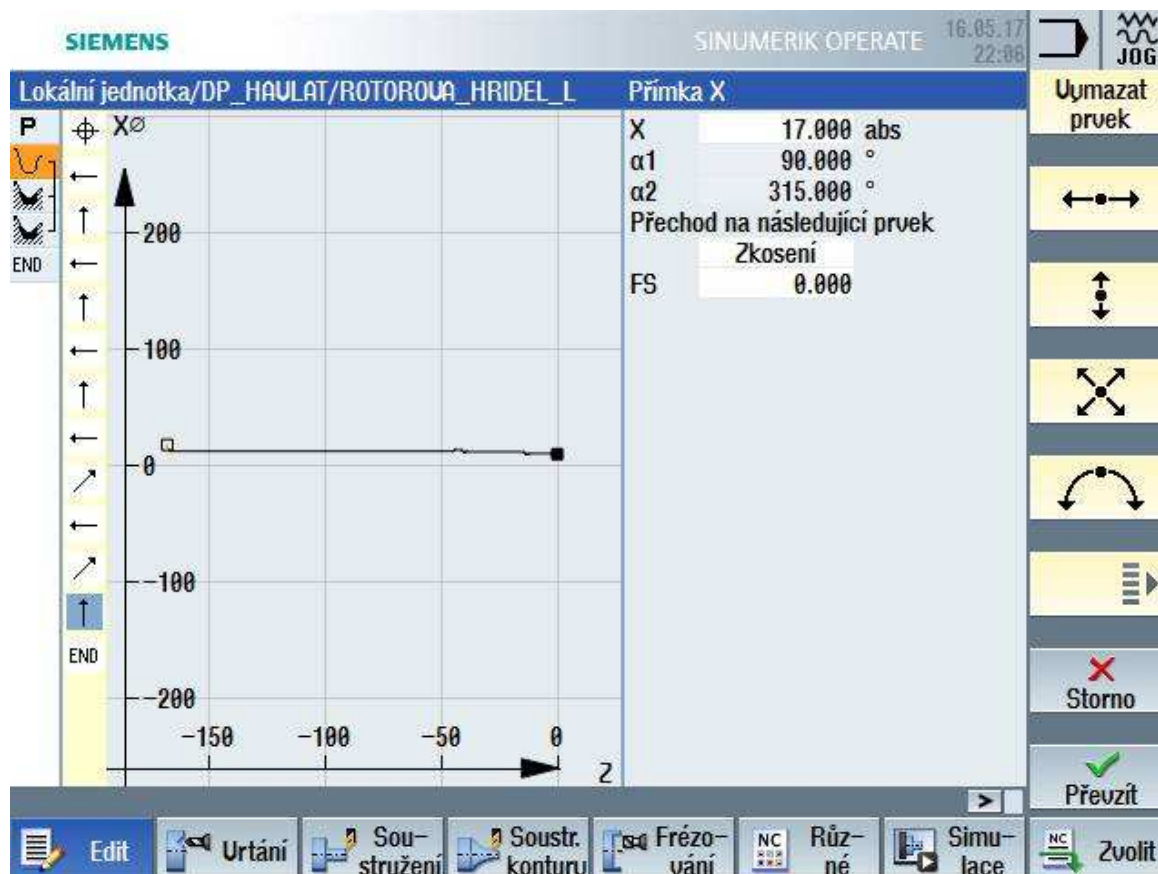 SIEMENS
SINUMERIK OPERATE
16.05.17
22:06
JOG
Lokální jednotka/DP_HAVLAT/ROTOROVA_HRIDEL_L
Přímka X
Vymazat
prvek
P
END
END
XØ
200
100
0
-100
-200
-150
-100
-50
0
Z
X 17.000 abs
α1 90.000 °
α2 315.000 °
Přechod na následující prvek
Zkosení
FS 0.000
Storno
Převzít
>
Edit
Vrtání
Sou-
stružení
Soustr.
konturu
Frézo-
vání
NC
Růz-
né
Simu-
lace
NC
Zvolit